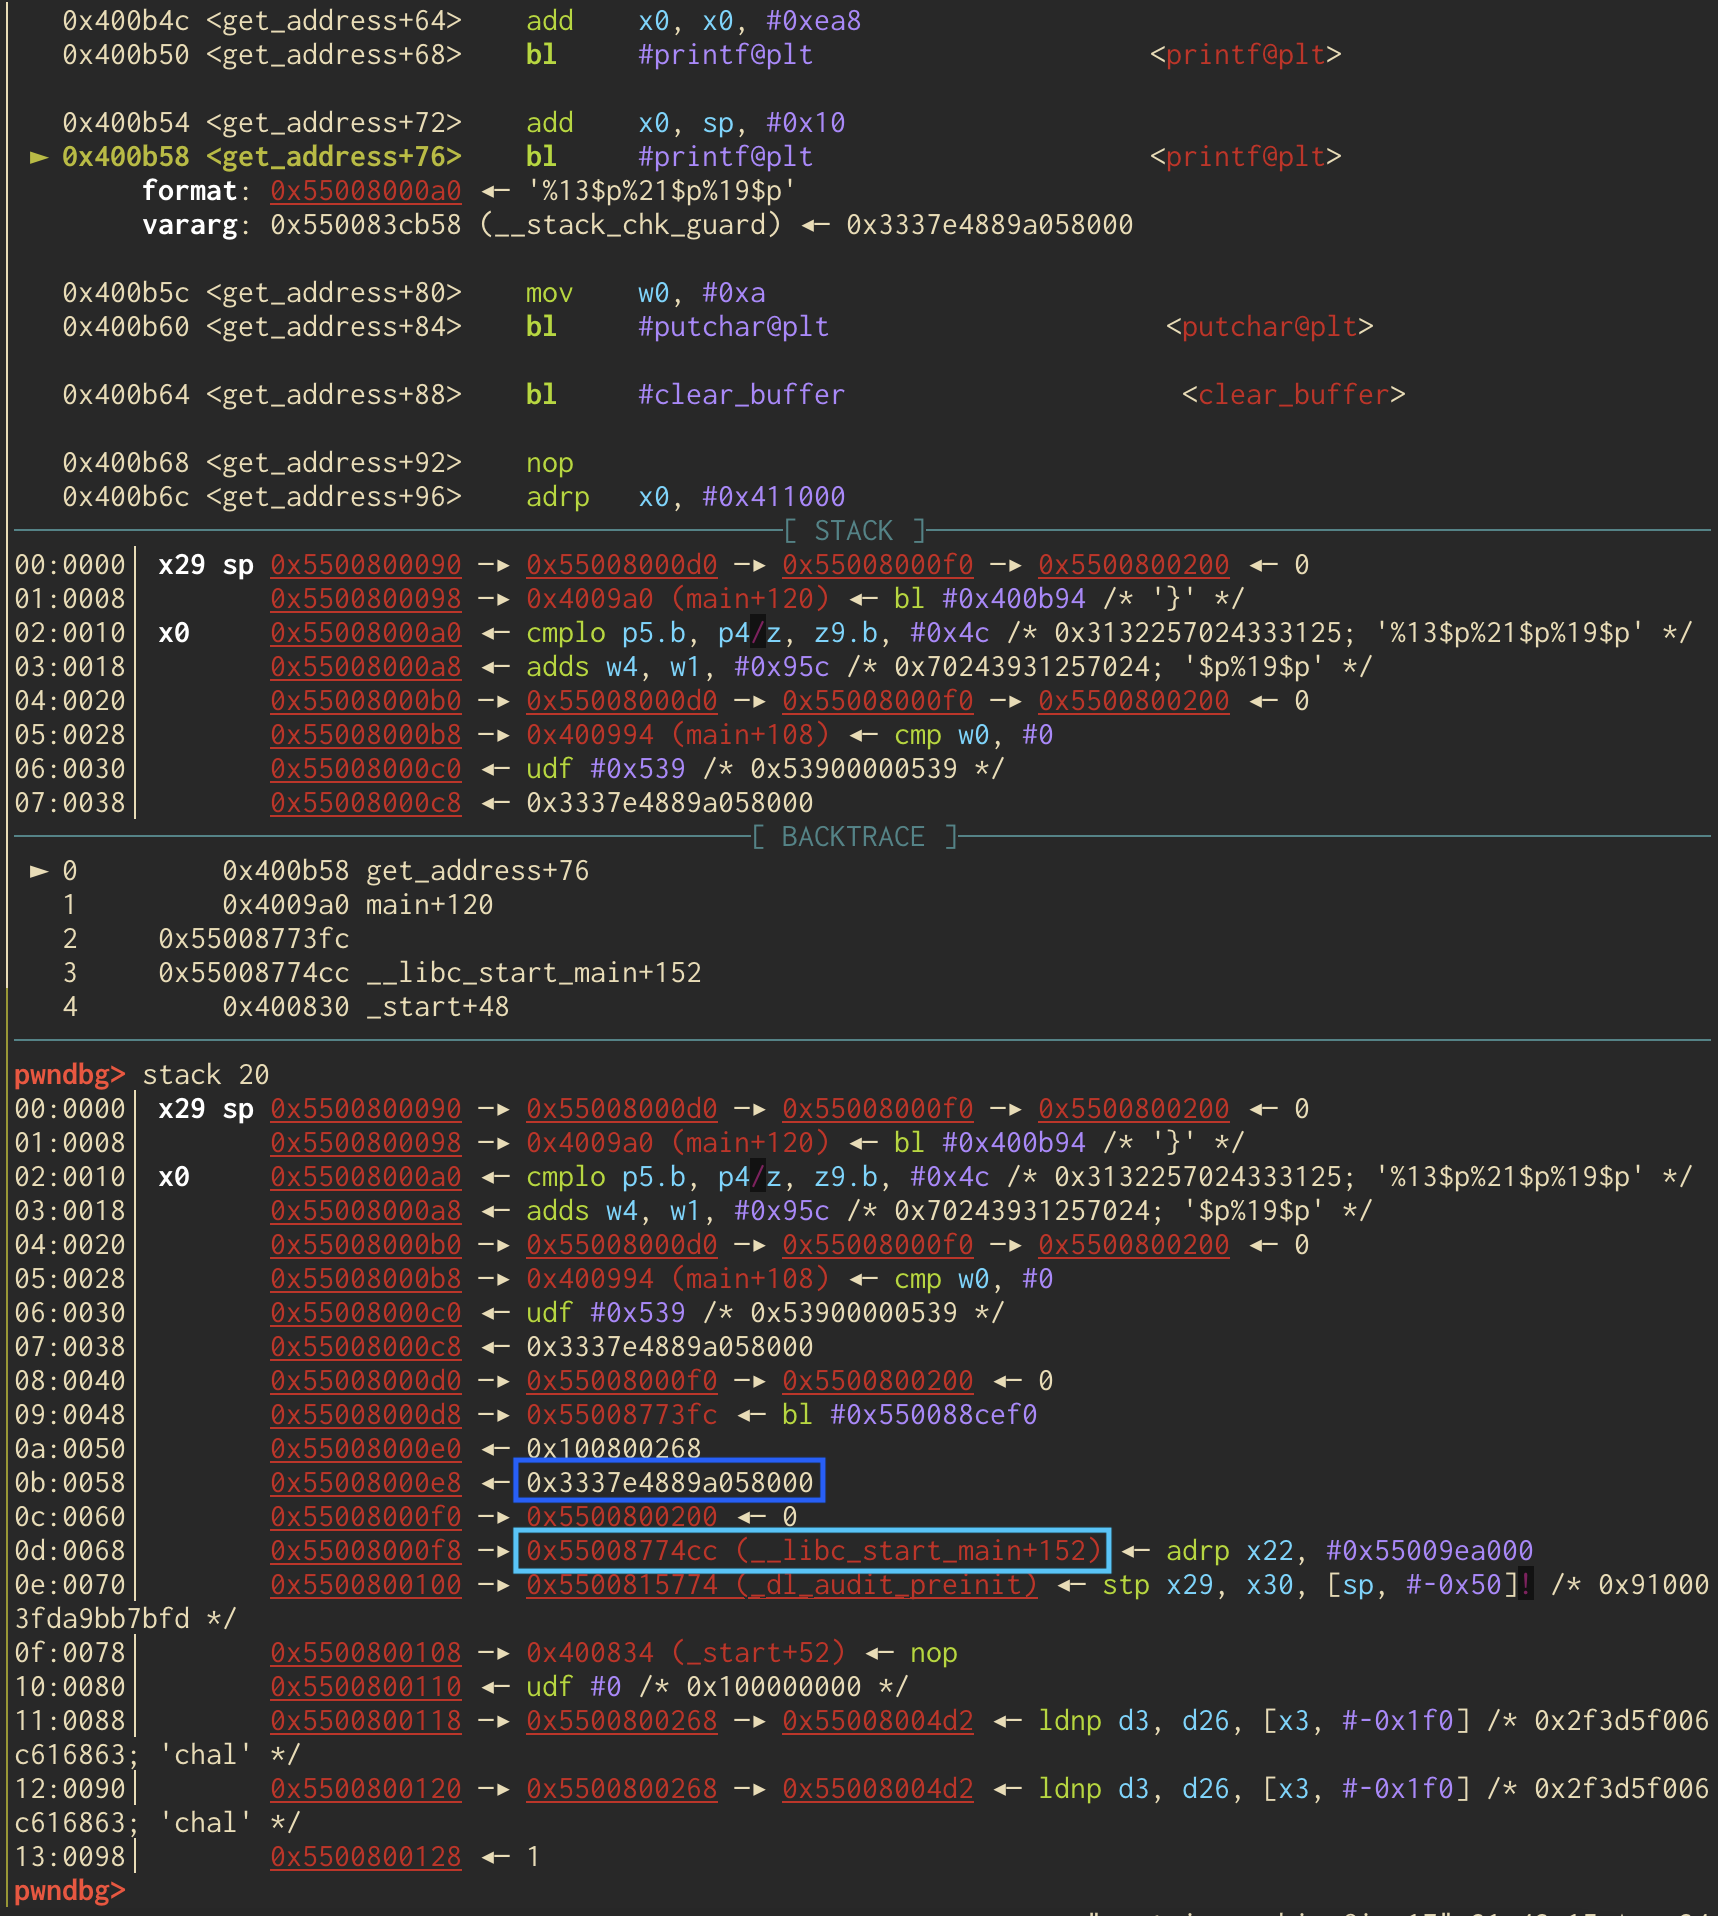 0x400b4c <get_address+64>    add    x0, x0, #0xea8
0x400b50 <get_address+68>    bl     #printf@plt                     <printf@plt>
0x400b54 <get_address+72>    add    x0, sp, #0x10
► 0x400b58 <get_address+76>    bl     #printf@plt                     <printf@plt>
format: 0x55008000a0 ◂— '%13$p%21$p%19$p'
vararg: 0x550083cb58 (__stack_chk_guard) ◂— 0x3337e4889a058000
0x400b5c <get_address+80>    mov    w0, #0xa
0x400b60 <get_address+84>    bl     #putchar@plt                     <putchar@plt>
0x400b64 <get_address+88>    bl     #clear_buffer                     <clear_buffer>
0x400b68 <get_address+92>    nop
0x400b6c <get_address+96>    adrp   x0, #0x411000
[ STACK ]
00:0000│ x29 sp 0x5500800090 —▸ 0x55008000d0 —▸ 0x55008000f0 —▸ 0x5500800200 ◂— 0
01:0008│        0x5500800098 —▸ 0x4009a0 (main+120) ◂— bl #0x400b94 /* '}' */
02:0010│ x0     0x55008000a0 ◂— cmplo p5.b, p4/z, z9.b, #0x4c /* 0x3132257024333125; '%13$p%21$p%19$p' */
03:0018│        0x55008000a8 ◂— adds w4, w1, #0x95c /* 0x70243931257024; '$p%19$p' */
04:0020│        0x55008000b0 —▸ 0x55008000d0 —▸ 0x55008000f0 —▸ 0x5500800200 ◂— 0
05:0028│        0x55008000b8 —▸ 0x400994 (main+108) ◂— cmp w0, #0
06:0030│        0x55008000c0 ◂— udf #0x539 /* 0x53900000539 */
07:0038│        0x55008000c8 ◂— 0x3337e4889a058000
[ BACKTRACE ]
► 0         0x400b58 get_address+76
1         0x4009a0 main+120
2     0x55008773fc
3     0x55008774cc __libc_start_main+152
4         0x400830 _start+48
pwndbg> stack 20
00:0000│ x29 sp 0x5500800090 —▸ 0x55008000d0 —▸ 0x55008000f0 —▸ 0x5500800200 ◂— 0
01:0008│        0x5500800098 —▸ 0x4009a0 (main+120) ◂— bl #0x400b94 /* '}' */
02:0010│ x0     0x55008000a0 ◂— cmplo p5.b, p4/z, z9.b, #0x4c /* 0x3132257024333125; '%13$p%21$p%19$p' */
03:0018│        0x55008000a8 ◂— adds w4, w1, #0x95c /* 0x70243931257024; '$p%19$p' */
04:0020│        0x55008000b0 —▸ 0x55008000d0 —▸ 0x55008000f0 —▸ 0x5500800200 ◂— 0
05:0028│        0x55008000b8 —▸ 0x400994 (main+108) ◂— cmp w0, #0
06:0030│        0x55008000c0 ◂— udf #0x539 /* 0x53900000539 */
07:0038│        0x55008000c8 ◂— 0x3337e4889a058000
08:0040│        0x55008000d0 —▸ 0x55008000f0 —▸ 0x5500800200 ◂— 0
09:0048│        0x55008000d8 —▸ 0x55008773fc ◂— bl #0x550088cef0
0a:0050│        0x55008000e0 ◂— 0x100800268
0b:0058│        0x55008000e8 ◂— 0x3337e4889a058000
0c:0060│        0x55008000f0 —▸ 0x5500800200 ◂— 0
0d:0068│        0x55008000f8 —▸ 0x55008774cc (__libc_start_main+152) ◂— adrp x22, #0x55009ea000
0e:0070│        0x5500800100 —▸ 0x5500815774 (_dl_audit_preinit) ◂— stp x29, x30, [sp, #-0x50]! /* 0x91000
3fda9bb7bfd */
0f:0078│        0x5500800108 —▸ 0x400834 (_start+52) ◂— nop
10:0080│        0x5500800110 ◂— udf #0 /* 0x100000000 */
11:0088│        0x5500800118 —▸ 0x5500800268 —▸ 0x55008004d2 ◂— ldnp d3, d26, [x3, #-0x1f0] /* 0x2f3d5f006
c616863; 'chal' */
12:0090│        0x5500800120 —▸ 0x5500800268 —▸ 0x55008004d2 ◂— ldnp d3, d26, [x3, #-0x1f0] /* 0x2f3d5f006
c616863; 'chal' */
13:0098│        0x5500800128 ◂— 1
pwndbg>